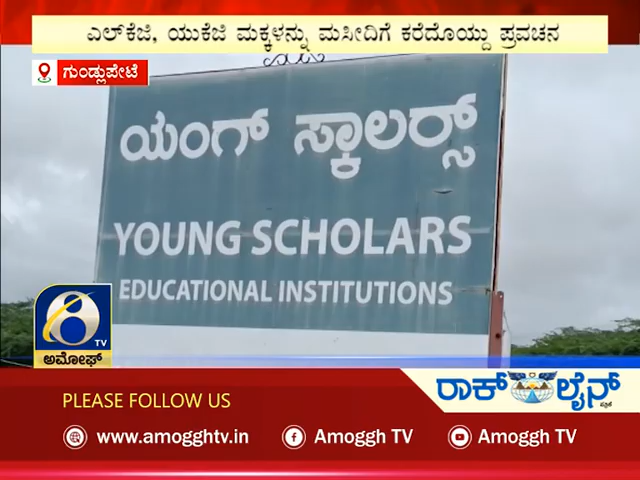 ಎಲ್‌ಕೆಜಿ, ಯುಕೆಜಿ ಮಕ್ಕಳನ್ನು ಮಸೀದಿಗೆ ಕರೆದೊಯ್ದು ಪ್ರವಚನ
ಗುಂಡ್ಲುಪೇಟೆ
ಯಂಗ್ ಸ್ಕಾಲರ್ಸ್
YOUNG SCHOLARS
EDUCATIONAL INSTITUTIONS
TV
ಅಮೋಘ್
ರಾಕ್ ಲೈನ್
PLEASE FOLLOW US
www.amogghtv.in Amoggh TV Amoggh TV